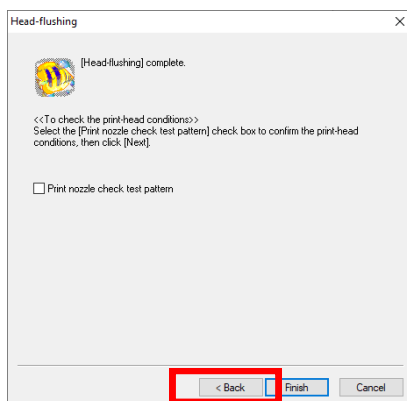 Head-flushing
[Head-flushing] complete.
<<To check the print-head conditions>>
Select the [Print nozzle check test pattern] check box to confirm the print-head
conditions, then click [Next].
Print nozzle check test pattern
< Back Finish Cancel